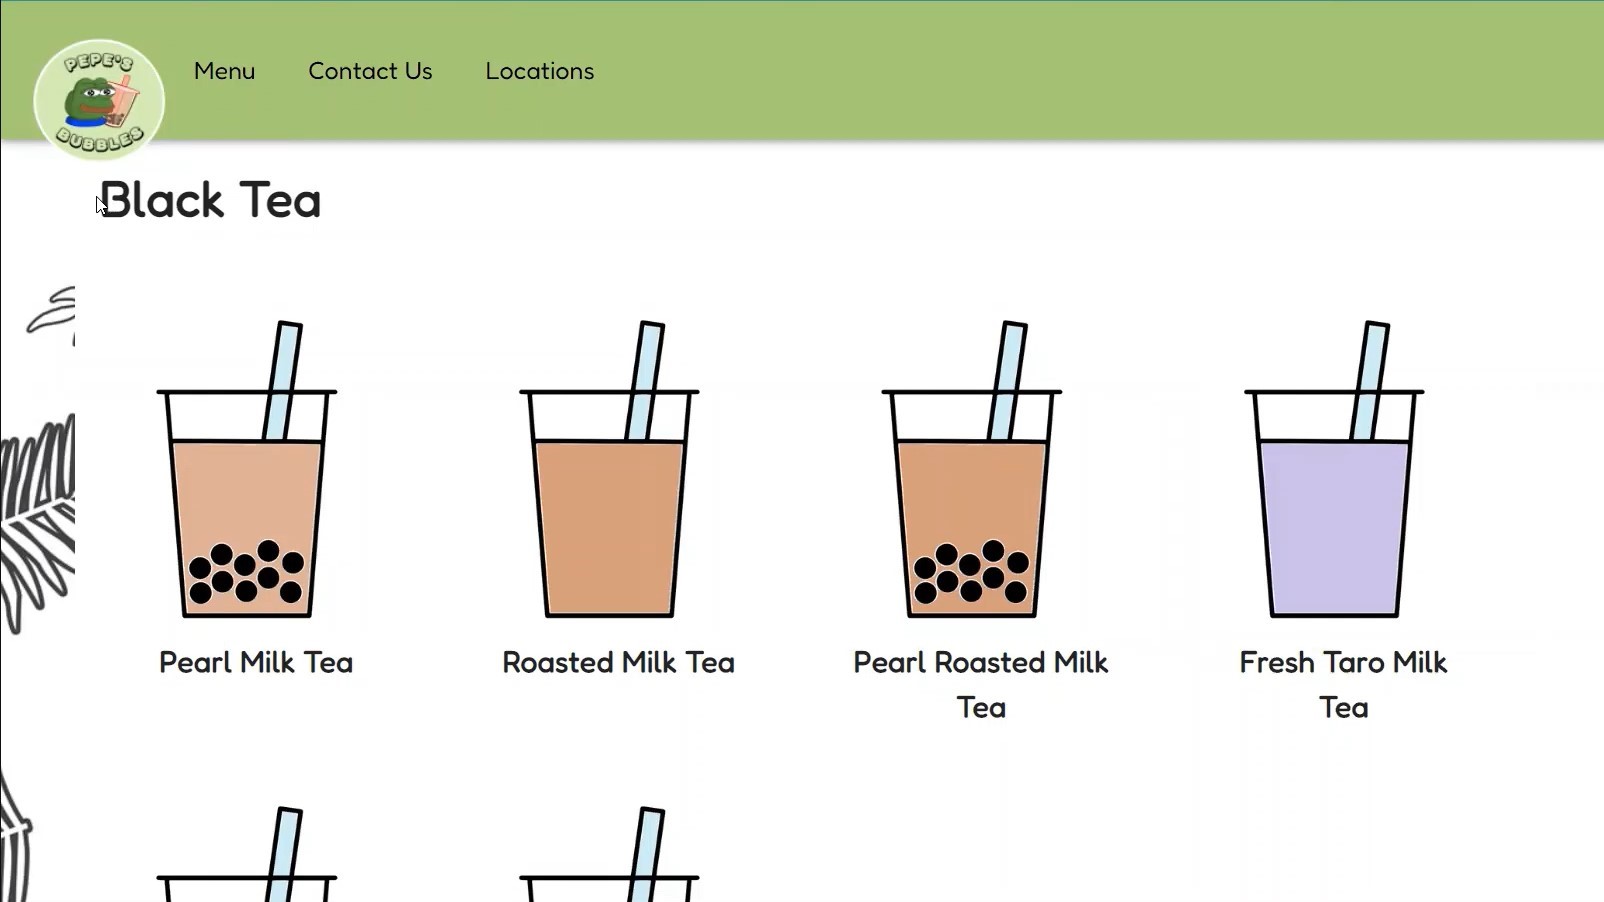 PEPE'S
BUBBLES
Menu Contact Us Locations
Black Tea
Pearl Milk Tea
Roasted Milk Tea
Pearl Roasted Milk
Tea
Fresh Taro Milk
Tea